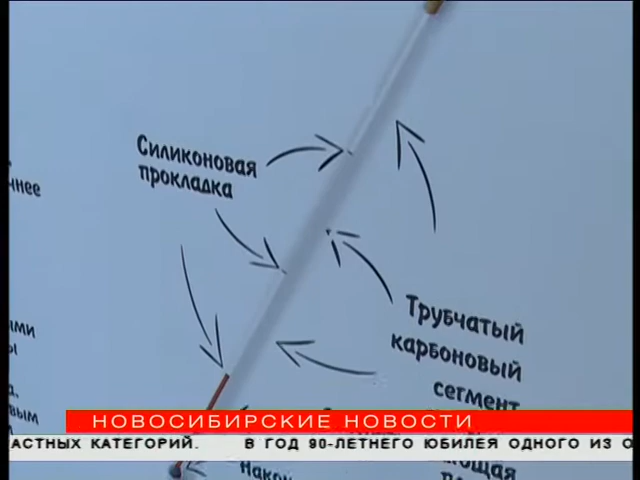 Силиконовая
прокладка
Трубчатый
карбоновый
сегмент
НОВОСИБИРСКИЕ НОВОСТИ
АСТНЫХ КАТЕГОРИЙ. В ГОД 90-ЛЕТНЕГО ЮБИЛЕЯ ОДНОГО ИЗ О